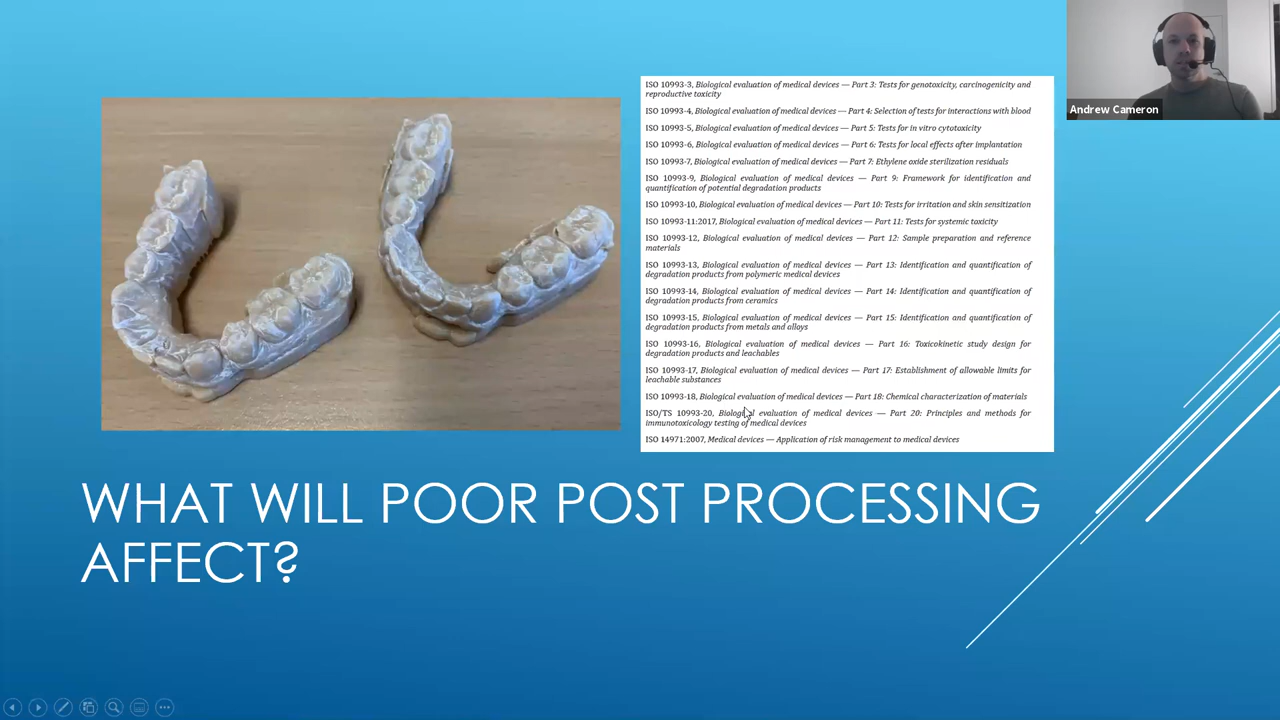 Andrew Cameron
ISO 10993-3, Biological evaluation of medical devices — Part 3: Tests for genotoxicity, carcinogenicity and
reproductive toxicity
ISO 10993-4, Biological evaluation of medical devices — Part 4: Selection of tests for interactions with blood
ISO 10993-5, Biological evaluation of medical devices — Part 5: Tests for in vitro cytotoxicity
ISO 10993-6, Biological evaluation of medical devices — Part 6: Tests for local effects after implantation
ISO 10993-7, Biological evaluation of medical devices — Part 7: Ethylene oxide sterilization residuals
ISO 10993-9, Biological evaluation of medical devices — Part 9: Framework for identification and
quantification of potential degradation products
ISO 10993-10, Biological evaluation of medical devices — Part 10: Tests for irritation and skin sensitization
ISO 10993-11:2017, Biological evaluation of medical devices — Part 11: Tests for systemic toxicity
ISO 10993-12, Biological evaluation of medical devices — Part 12: Sample preparation and reference
materials
ISO 10993-13, Biological evaluation of medical devices — Part 13: Identification and quantification of
degradation products from polymeric medical devices
ISO 10993-14, Biological evaluation of medical devices — Part 14: Identification and quantification of
degradation products from ceramics
ISO 10993-15, Biological evaluation of medical devices — Part 15: Identification and quantification of
degradation products from metals and alloys
ISO 10993-16, Biological evaluation of medical devices — Part 16: Toxicokinetic study design for
degradation products and leachables
ISO 10993-17, Biological evaluation of medical devices — Part 17: Establishment of allowable limits for
leachable substances
ISO 10993-18, Biological evaluation of medical devices — Part 18: Chemical characterization of materials
ISO/TS 10993-20, Biological evaluation of medical devices — Part 20: Principles and methods for
immunotoxicology testing of medical devices
ISO 14971:2007, Medical devices — Application of risk management to medical devices
WHAT WILL POOR POST PROCESSING
AFFECT?